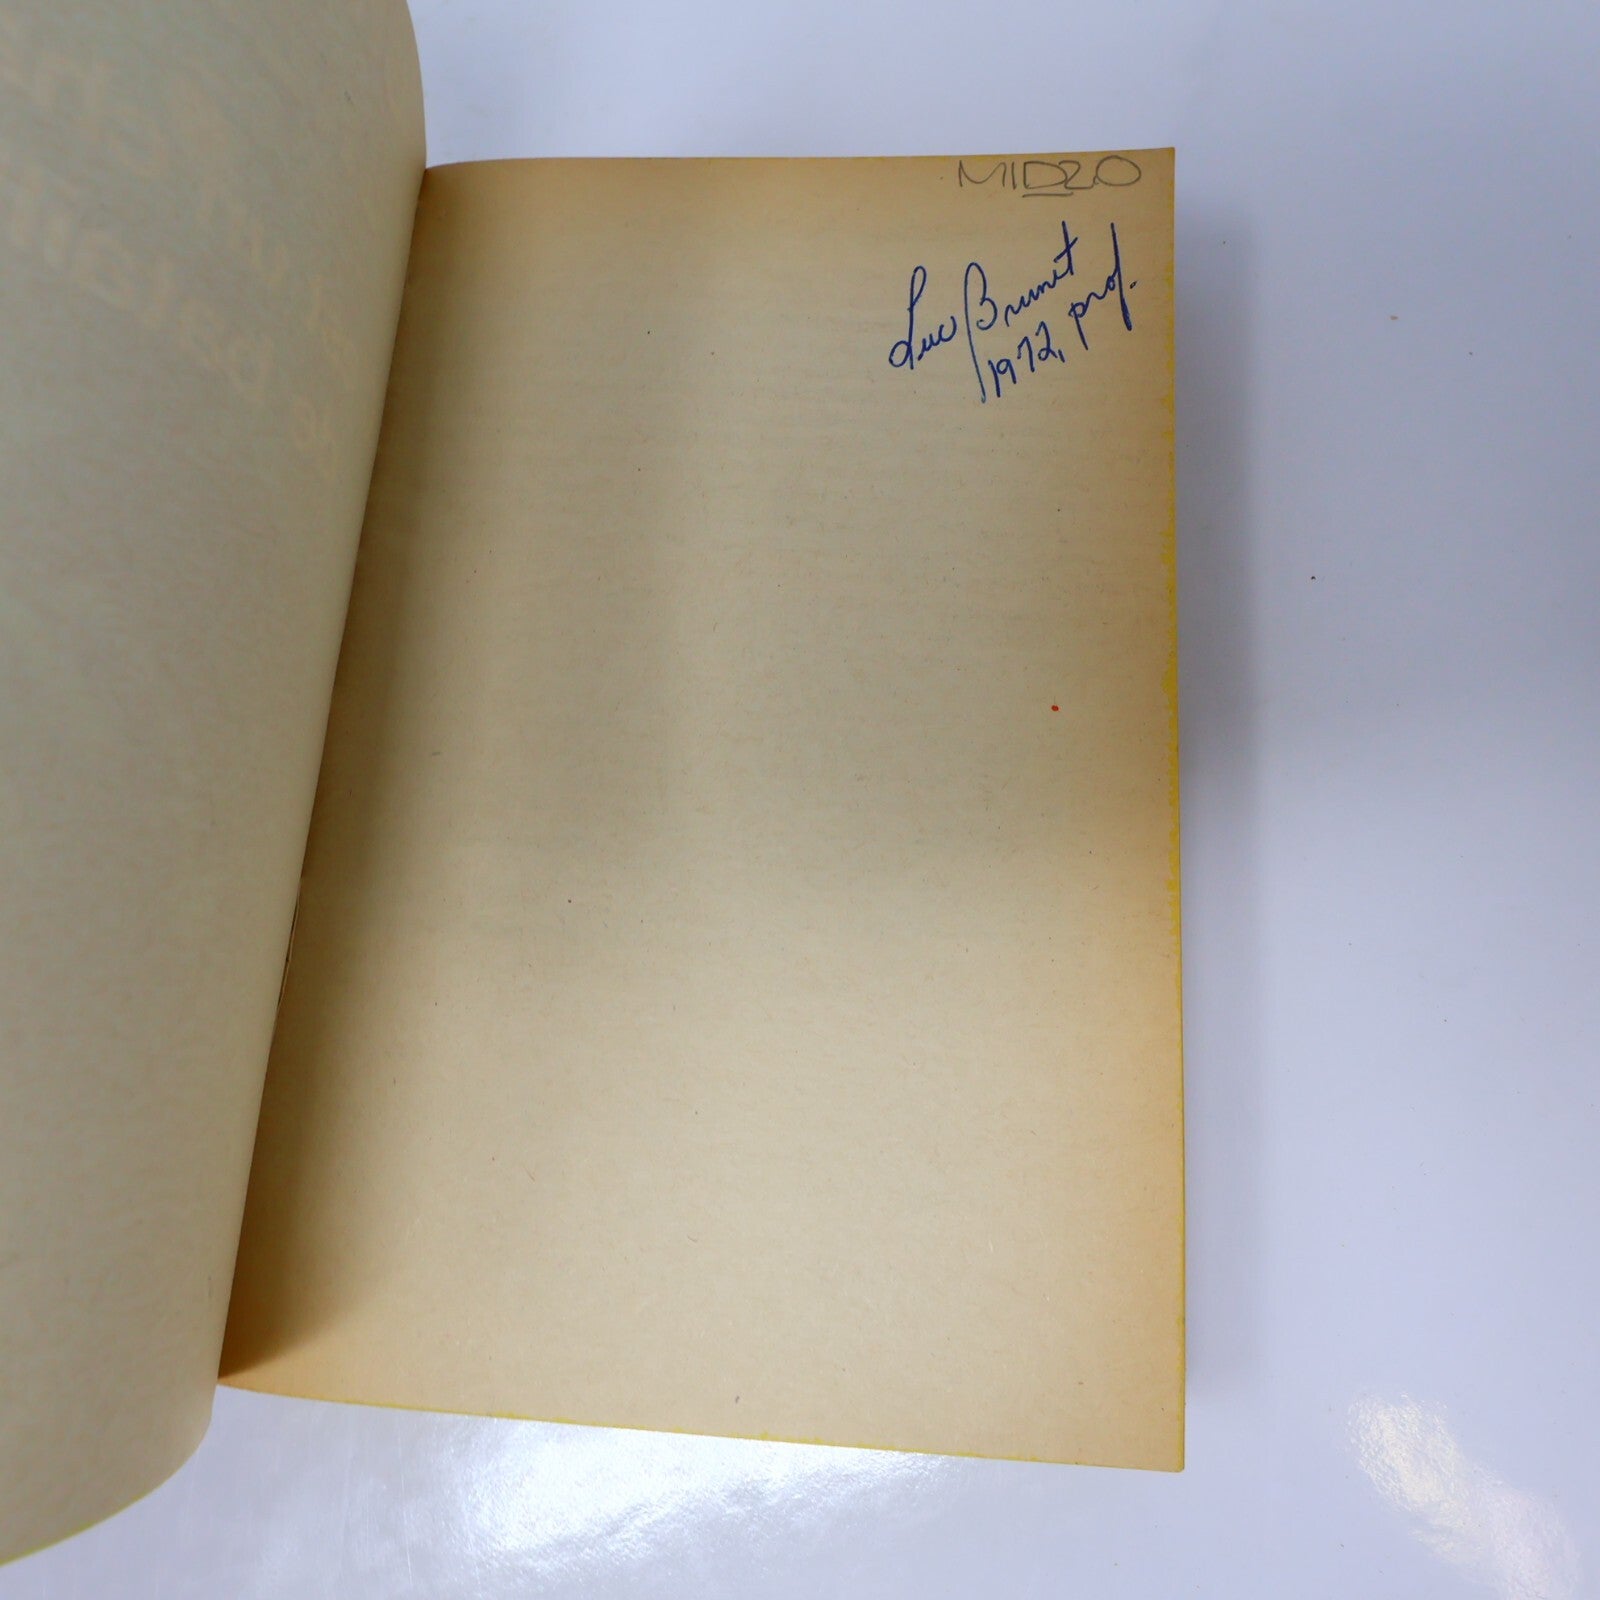 MID20
Luc Brunet
1972, prof.